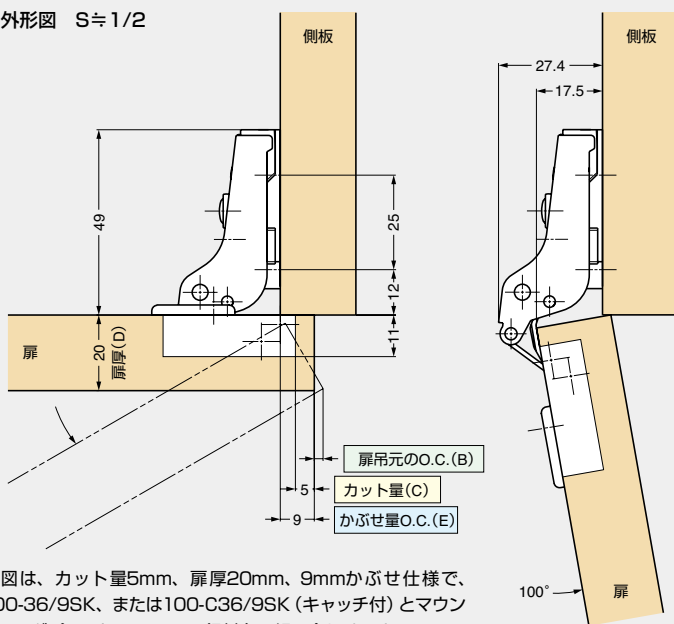 外形図 S≒1/2
側板
側板
27.4
17.5
49
25
12
11
扉
20
扉厚(D)
扉吊元のO.C.(B)
5
カット量(C)
9
かぶせ量O.C.(E)
100°
扉
図は、カット量5mm、扉厚20mm、9mmかぶせ仕様で、
00-36/9SK、または100-C36/9SK (キャッチ付) とマウン